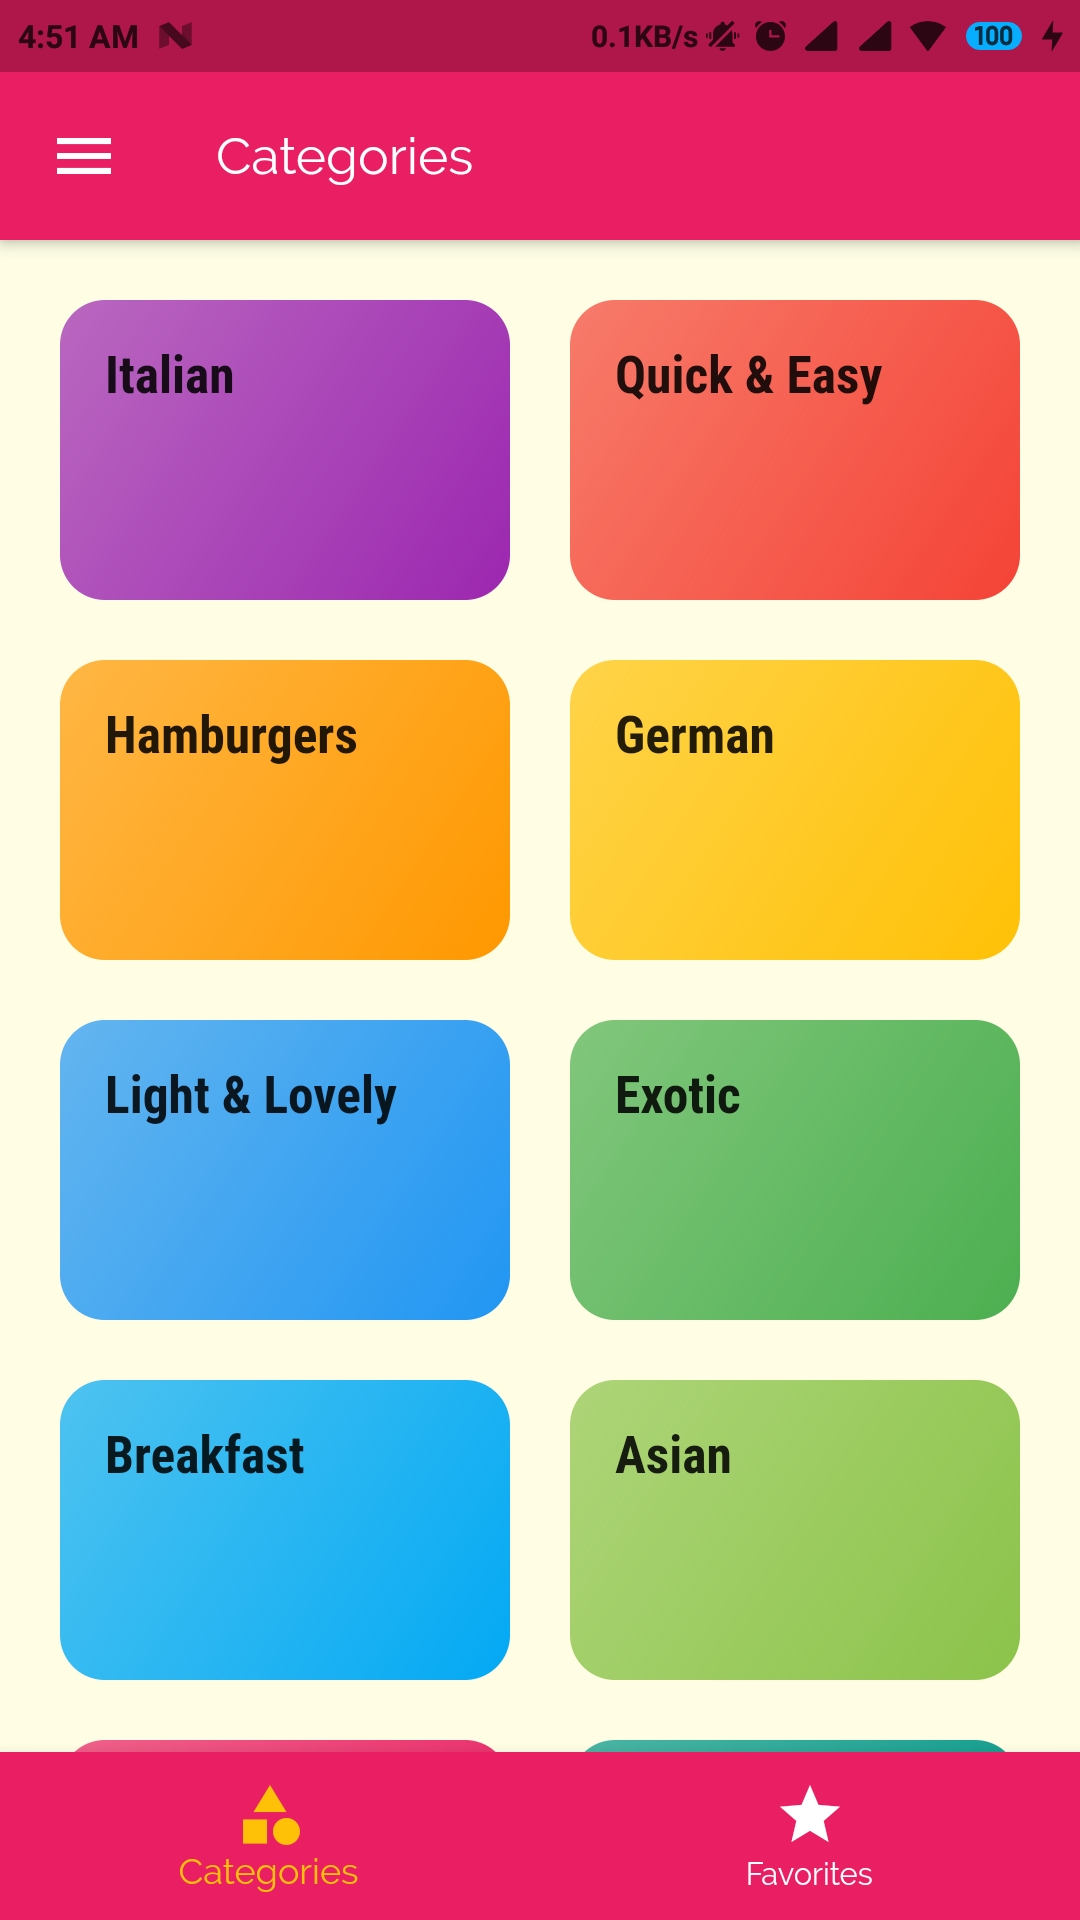 4:51 AM 0.1KB/s 100
Categories
Italian
Quick & Easy
Hamburgers
German
Light & Lovely
Exotic
Breakfast
Asian
Categories
Favorites